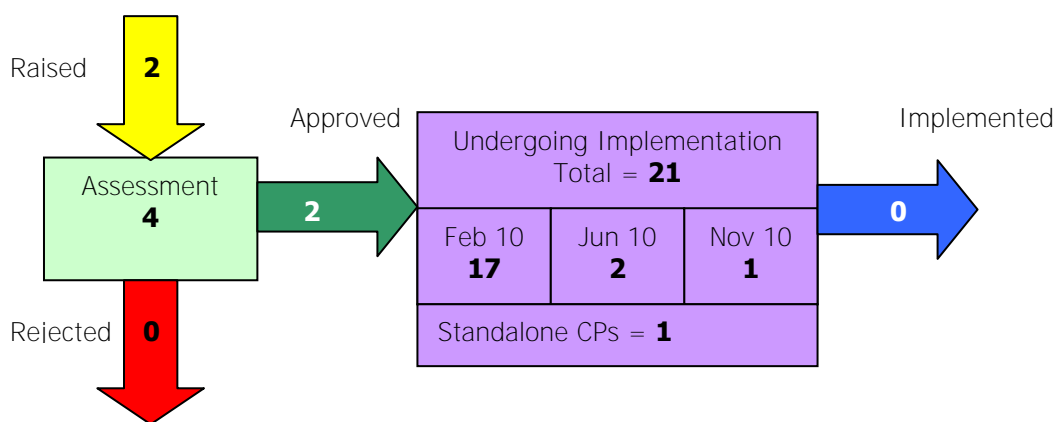 Raised
2
Approved
Implemented
Assessment
4
2
Undergoing Implementation
Total = 21
0
Feb 10
17
Jun 10
2
Nov 10
1
Rejected
0
Standalone CPs = 1